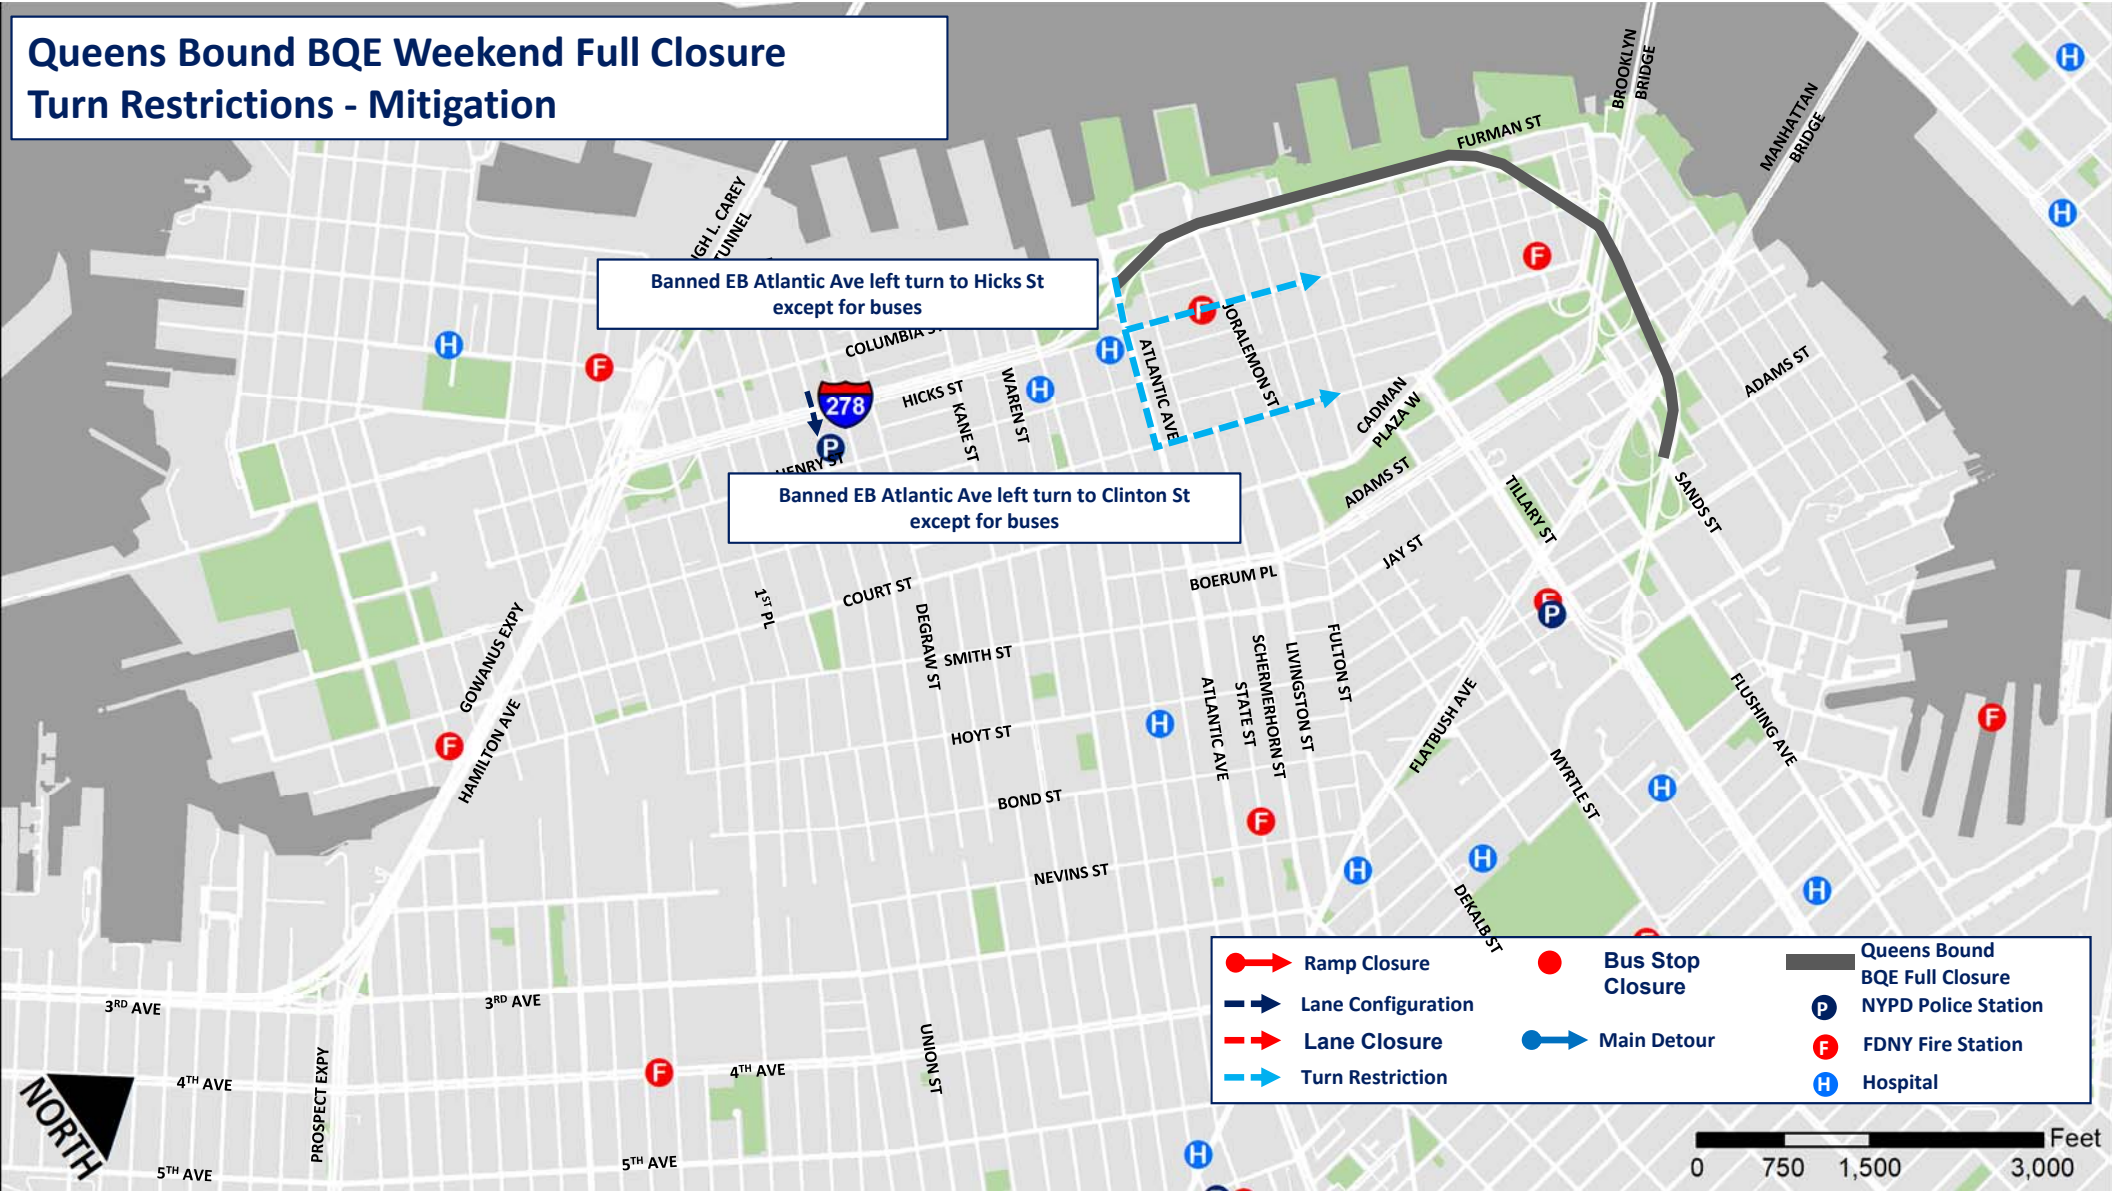 Queens Bound BQE Weekend Full Closure
Turn Restrictions - Mitigation
BROOKLYN
BRIDGE
MANHATTAN
BRIDGE
FURMAN ST
TUNNEL
L. CAREY
Banned EB Atlantic Ave left turn to Hicks St
except for buses
COLUMBIA
JORALEMON ST
ATLANTIC AVE
ADAMS ST
278
HICKS ST
KANE ST
WAREN ST
CADMAN
PLAZA W
HENRY ST
Banned EB Atlantic Ave left turn to Clinton St
except for buses
ADAMS ST
TILLARY ST
SANDS ST
JAY ST
BOERUM PL
1ST PL
COURT ST
DEGRAW ST
SMITH ST
GOWANUS EXPY
HAMILTON AVE
HOYT ST
ATLANTIC AVE
STATE ST
SCHERMERHORN ST
LIVINGSTON ST
FULTON ST
FLATBUSH AVE
MYRTLE ST
FLUSHING AVE
BOND ST
NEVINS ST
DEKALB ST
3RD AVE
3RD AVE
UNION ST
4TH AVE
4TH AVE
PROSPECT EXPY
5TH AVE
5TH AVE
NORTH
Ramp Closure
Lane Configuration
Lane Closure
Turn Restriction
Bus Stop
Closure
Main Detour
Queens Bound
BQE Full Closure
P NYPD Police Station
F FDNY Fire Station
H Hospital
Feet
0 750 1,500 3,000